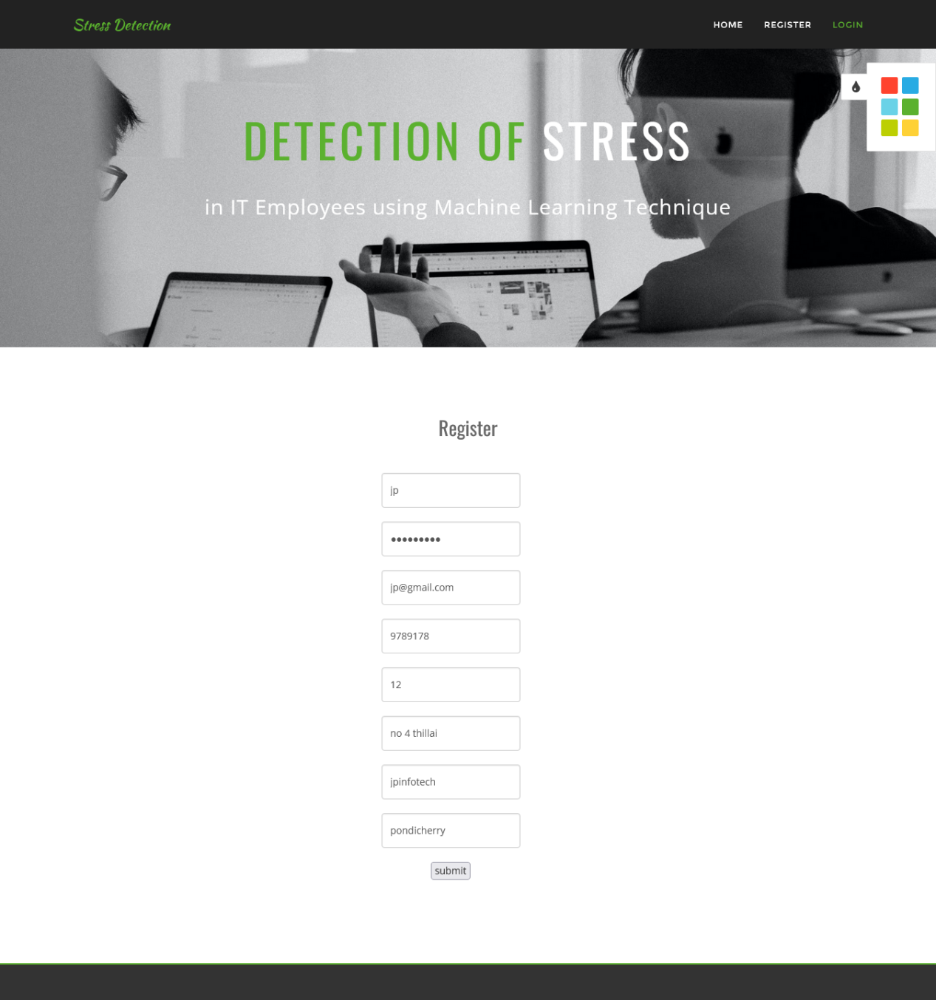 Stress Detection
HOME REGISTER LOGIN
DETECTION OF STRESS
in IT Employees using Machine Learning Technique
Register
jp
•••••••••
jp@gmail.com
9789178
12
no 4 thillai
jpinfotech
pondicherry
submit